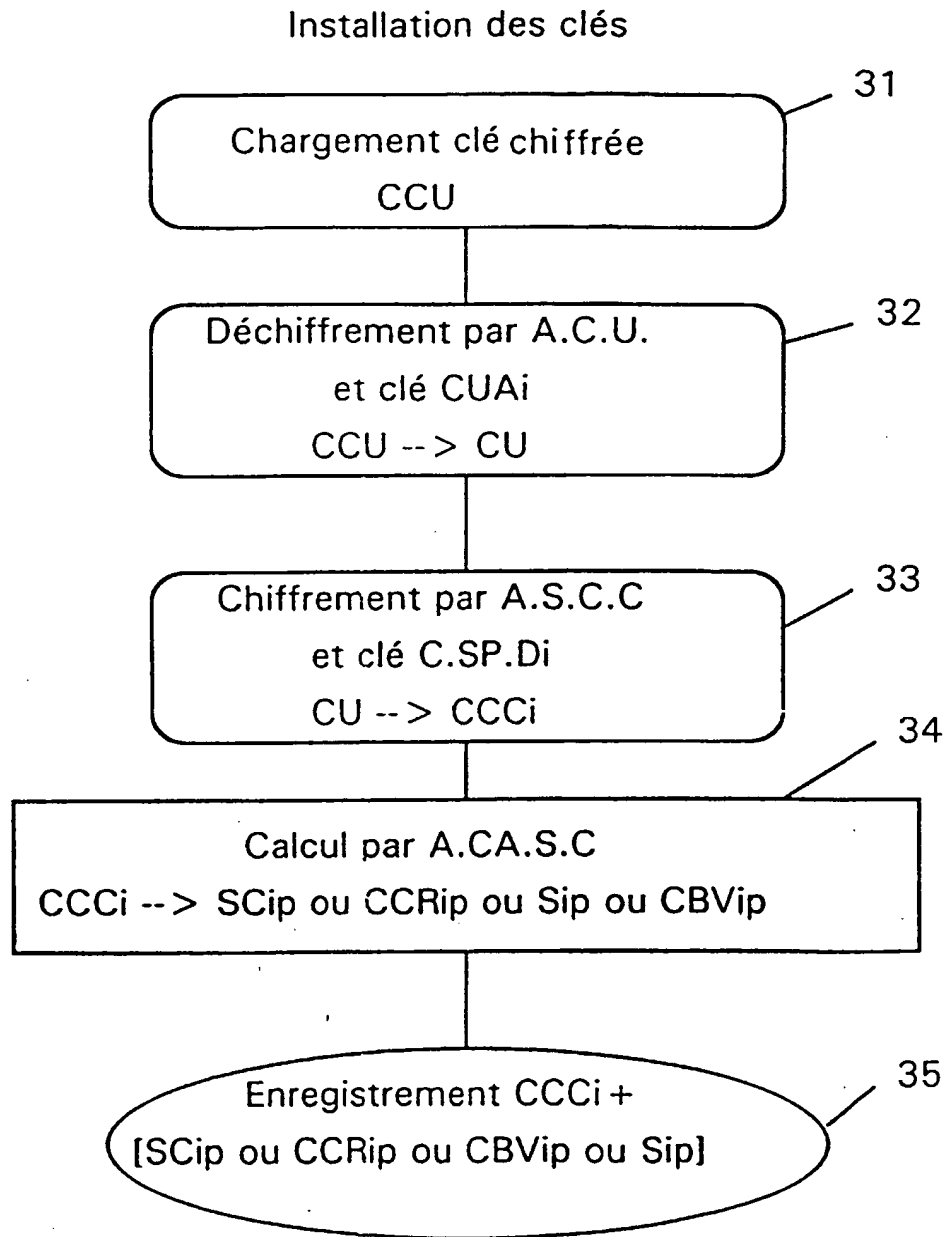 Installation des clés
31
Chargement clé chiffrée
CCU
32
Déchiffrement par A.C.U.
et clé CUAi
CCU --> CU
33
Chiffrement par A.S.C.C
et clé C.SP.Di
CU --> CCCi
34
Calcul par A.CA.S.C
CCCi --> SCip ou CCRip ou Sip ou CBVip
35
Enregistrement CCCi +
[SCip ou CCRip ou CBVip ou Sip]